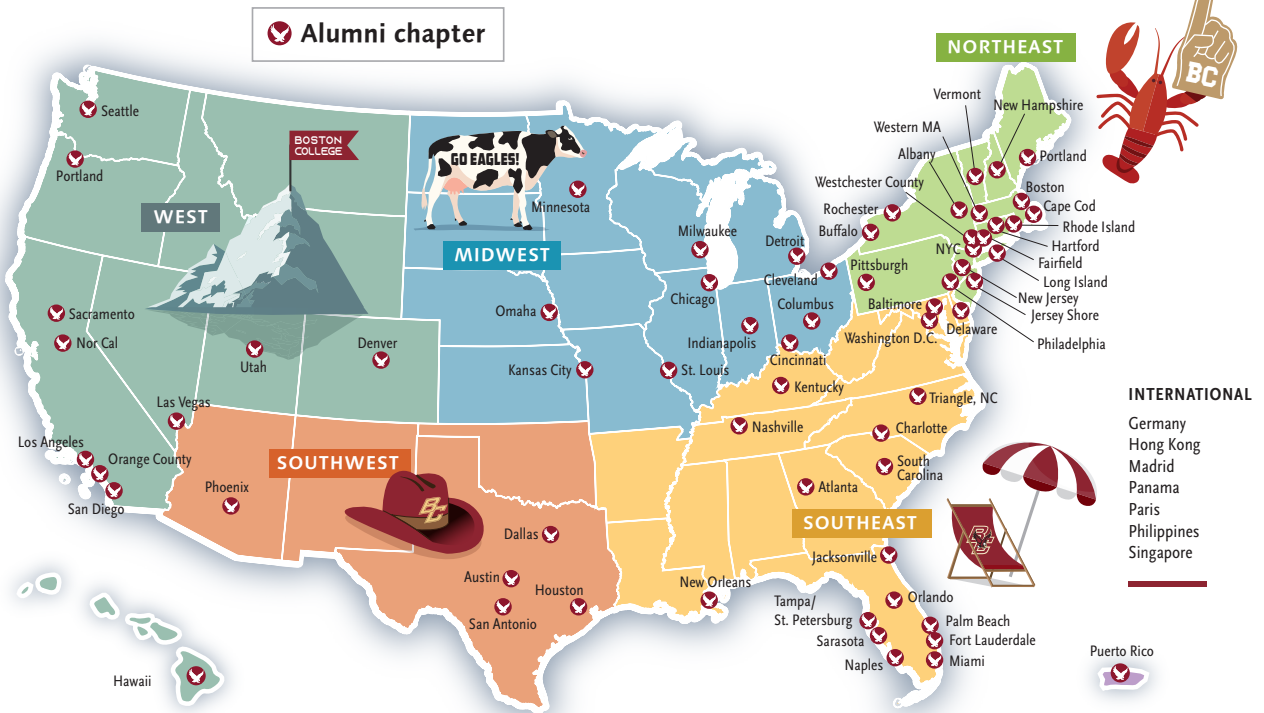 Alumni chapter
NORTHEAST
BC
Vermont
New Hampshire
Western MA
Albany
Portland
Westchester County
Boston
Rochester
Cape Cod
Buffalo
Rhode Island
Hartford
NYC
Fairfield
Long Island
New Jersey
Jersey Shore
Philadelphia
Pittsburgh
Seattle
Portland
BOSTON
COLLEGE
WEST
Sacramento
Nor Cal
Utah
Denver
Las Vegas
Los Angeles
Orange County
San Diego
Hawaii
GO EAGLES!
Minnesota
MIDWEST
Milwaukee
Detroit
Cleveland
Chicago
Columbus
Omaha
Indianapolis
Cincinnati
Kansas City
St. Louis
Baltimore
Washington D.C.
Delaware
Kentucky
Triangle, NC
Nashville
Charlotte
South
Carolina
Atlanta
SOUTHEAST
Jacksonville
New Orleans
Orlando
Tampa/
St. Petersburg
Palm Beach
Sarasota
Fort Lauderdale
Naples
Miami
SOUTHWEST
BC
Phoenix
Dallas
Austin
Houston
San Antonio
BC
INTERNATIONAL
Germany
Hong Kong
Madrid
Panama
Paris
Philippines
Singapore
Puerto Rico